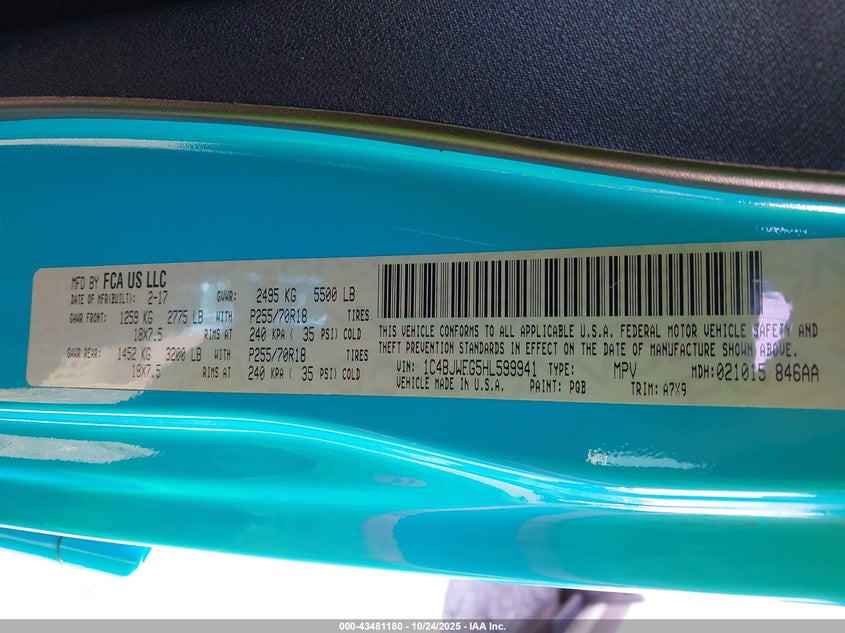 MFD BY FCA US LLC
DATE OF MFR(BUILT): 2-17 GVWR: 2495 KG 5500 LB
GAWR FRONT: 1259 KG 2775 LB WITH P255/70R18 TIRES
18X7.5 RIMS AT 240 KPA ( 35 PSI) COLD
GAWR REAR: 1452 KG 3200 LB WITH P255/70R18 TIRES
18X7.5 RIMS AT 240 KPA ( 35 PSI) COLD
THIS VEHICLE CONFORMS TO ALL APPLICABLE U.S.A. FEDERAL MOTOR VEHICLE SAFETY AND
THEFT PREVENTION STANDARDS IN EFFECT ON THE DATE OF MANUFACTURE SHOWN ABOVE.
VIN: 1C4BJWEG5HL599941 TYPE: MPV MDH:021015 846AA
VEHICLE MADE IN U.S.A. PAINT: PQB TRIM: A7X9
000-43481180 - 10/24/2025 - IAA Inc.